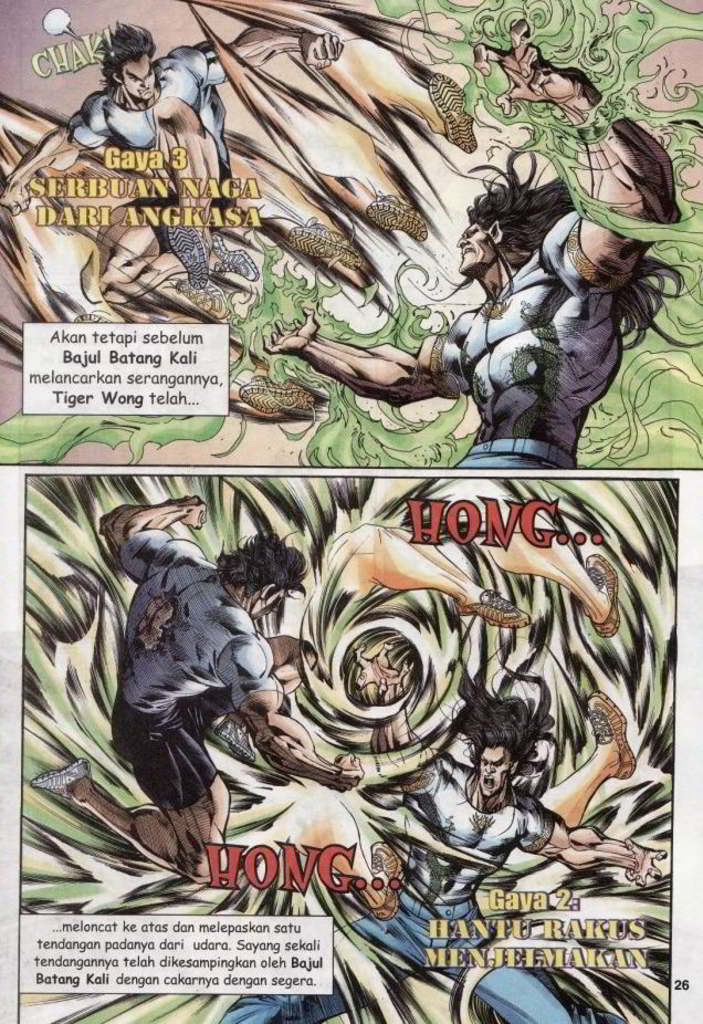 CHAK!
Gaya 3
SERBUAN NAGA
DARI ANGKASA
Akan tetapi sebelum
Bajul Batang Kali
melancarkan serangannya,
Tiger Wong telah...
HONG...
HONG...
Gaya 2:
HANTU RAKUS
MENJELMAKAN
...meloncat ke atas dan melepaskan satu
tendangan padanya dari udara. Sayang sekali
tendangannya telah dikesampingkan oleh Bajul
Batang Kali dengan cakarnya dengan segera.
26